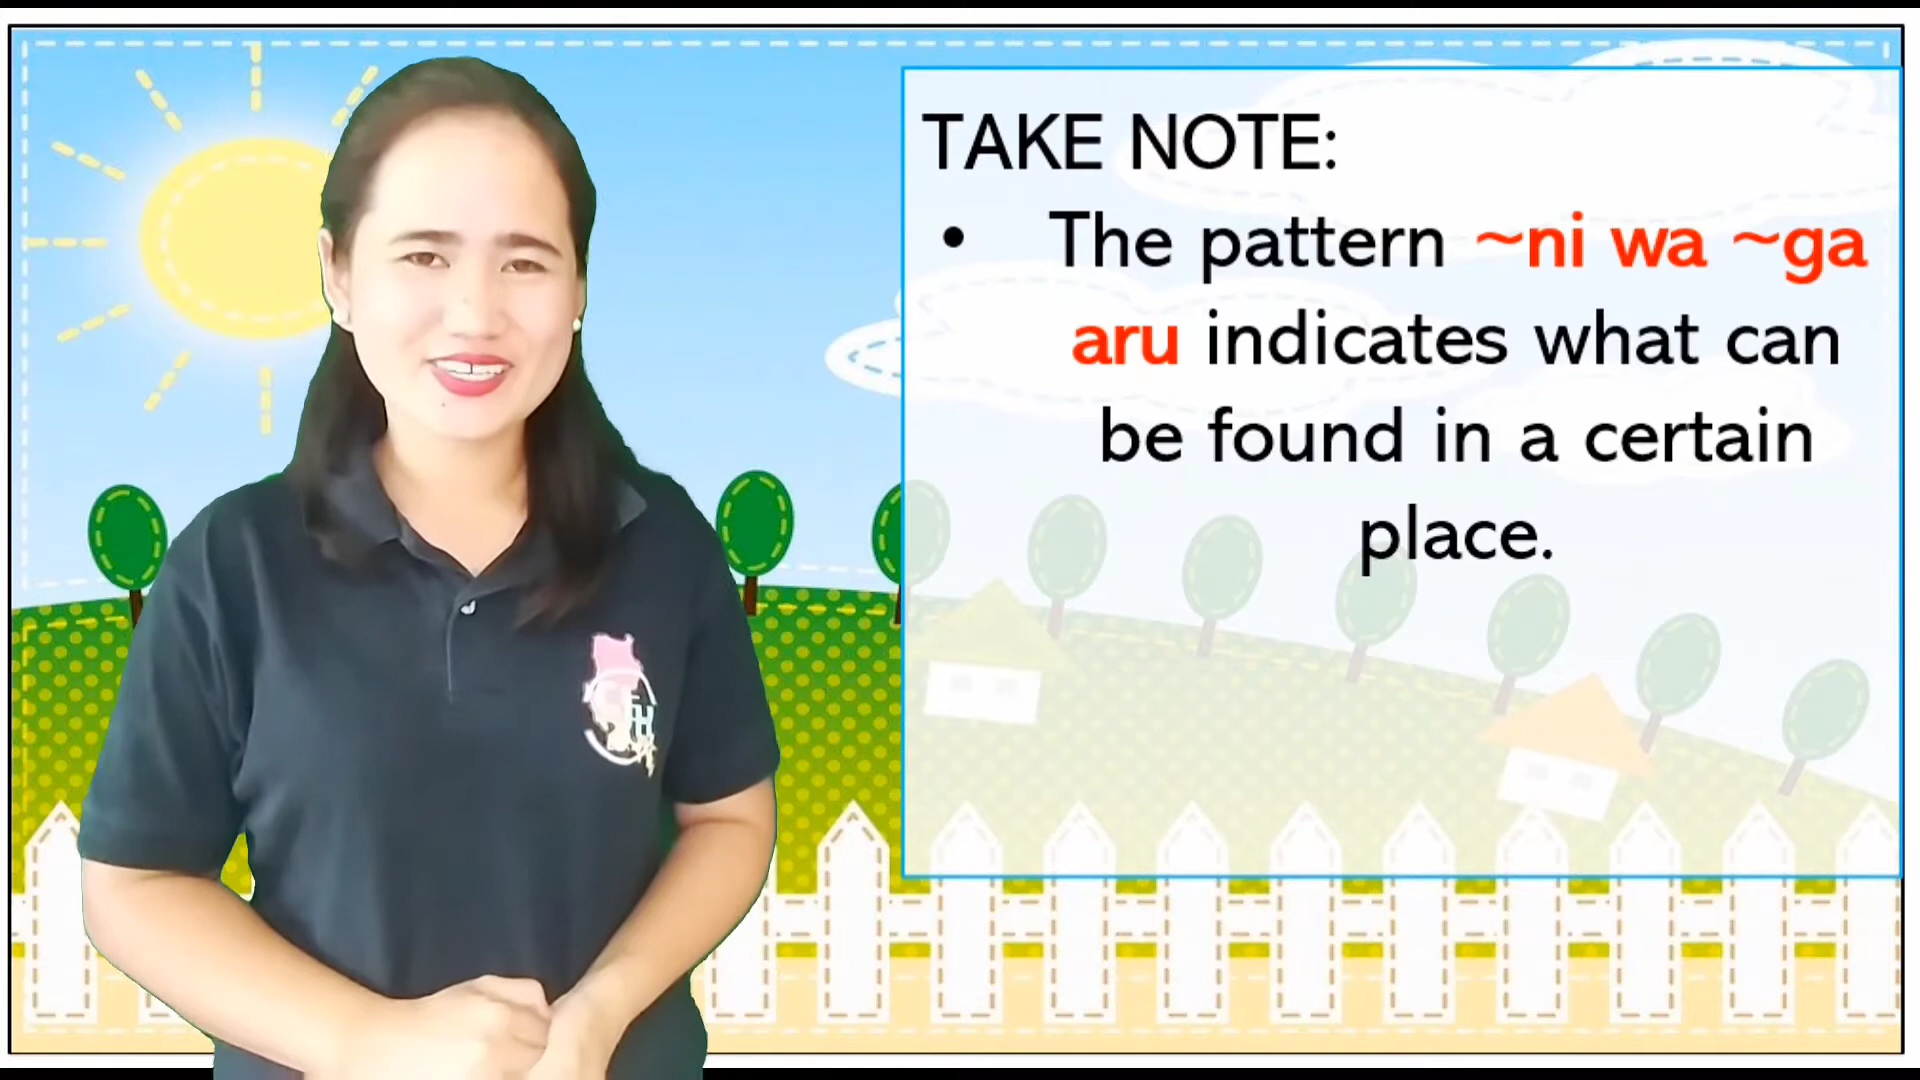 TAKE NOTE:
• The pattern ~ni wa ~ga
aru indicates what can
be found in a certain
place.